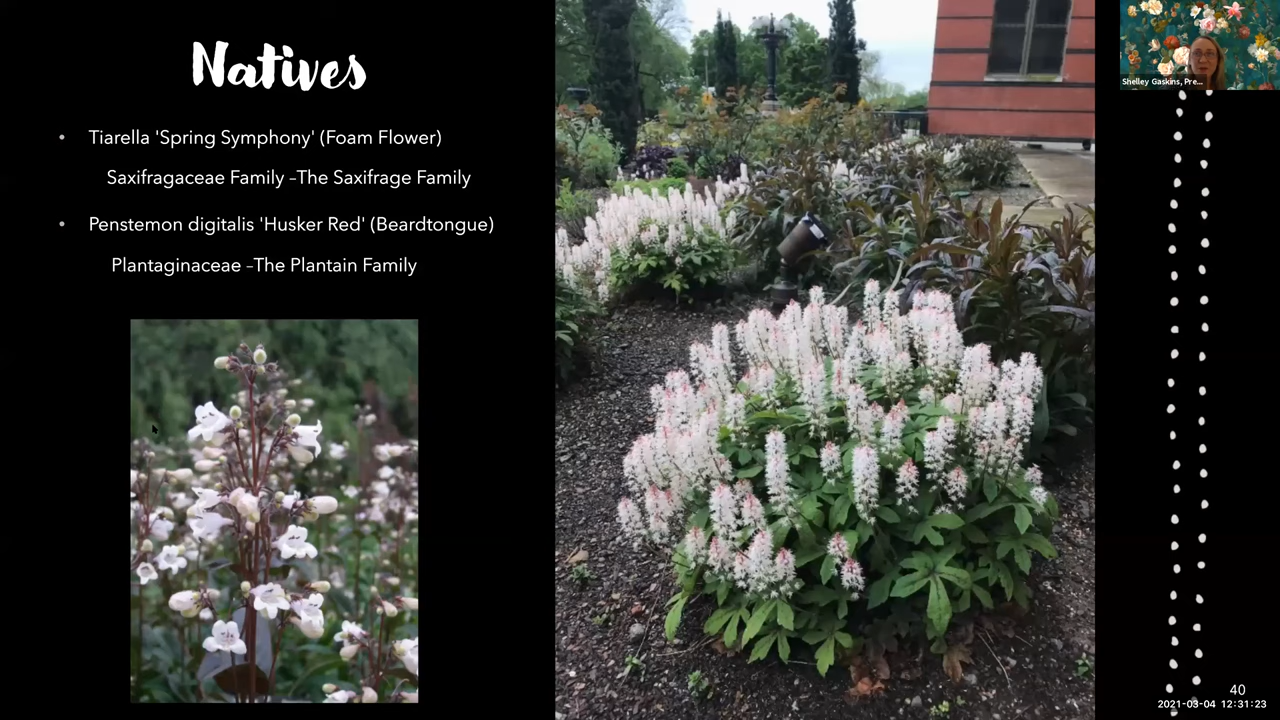 Natives
• Tiarella 'Spring Symphony' (Foam Flower)
Saxifragaceae Family –The Saxifrage Family
• Penstemon digitalis 'Husker Red' (Beardtongue)
Plantaginaceae –The Plantain Family
Shelley Gaskins, Pre...
40
2021-03-04 12:31:23